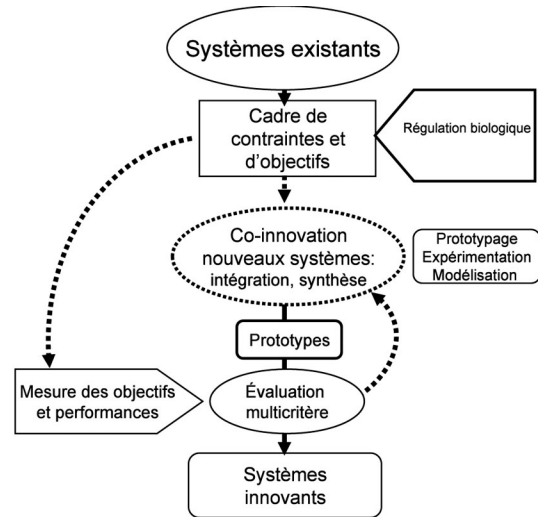 Systèmes existants
Cadre de
contraintes et
d'objectifs
Régulation biologique
Co-innovation
nouveaux systèmes:
intégration, synthèse
Prototypage
Expérimentation
Modélisation
Prototypes
Mesure des objectifs
et performances
Évaluation
multicritère
Systèmes
innovants